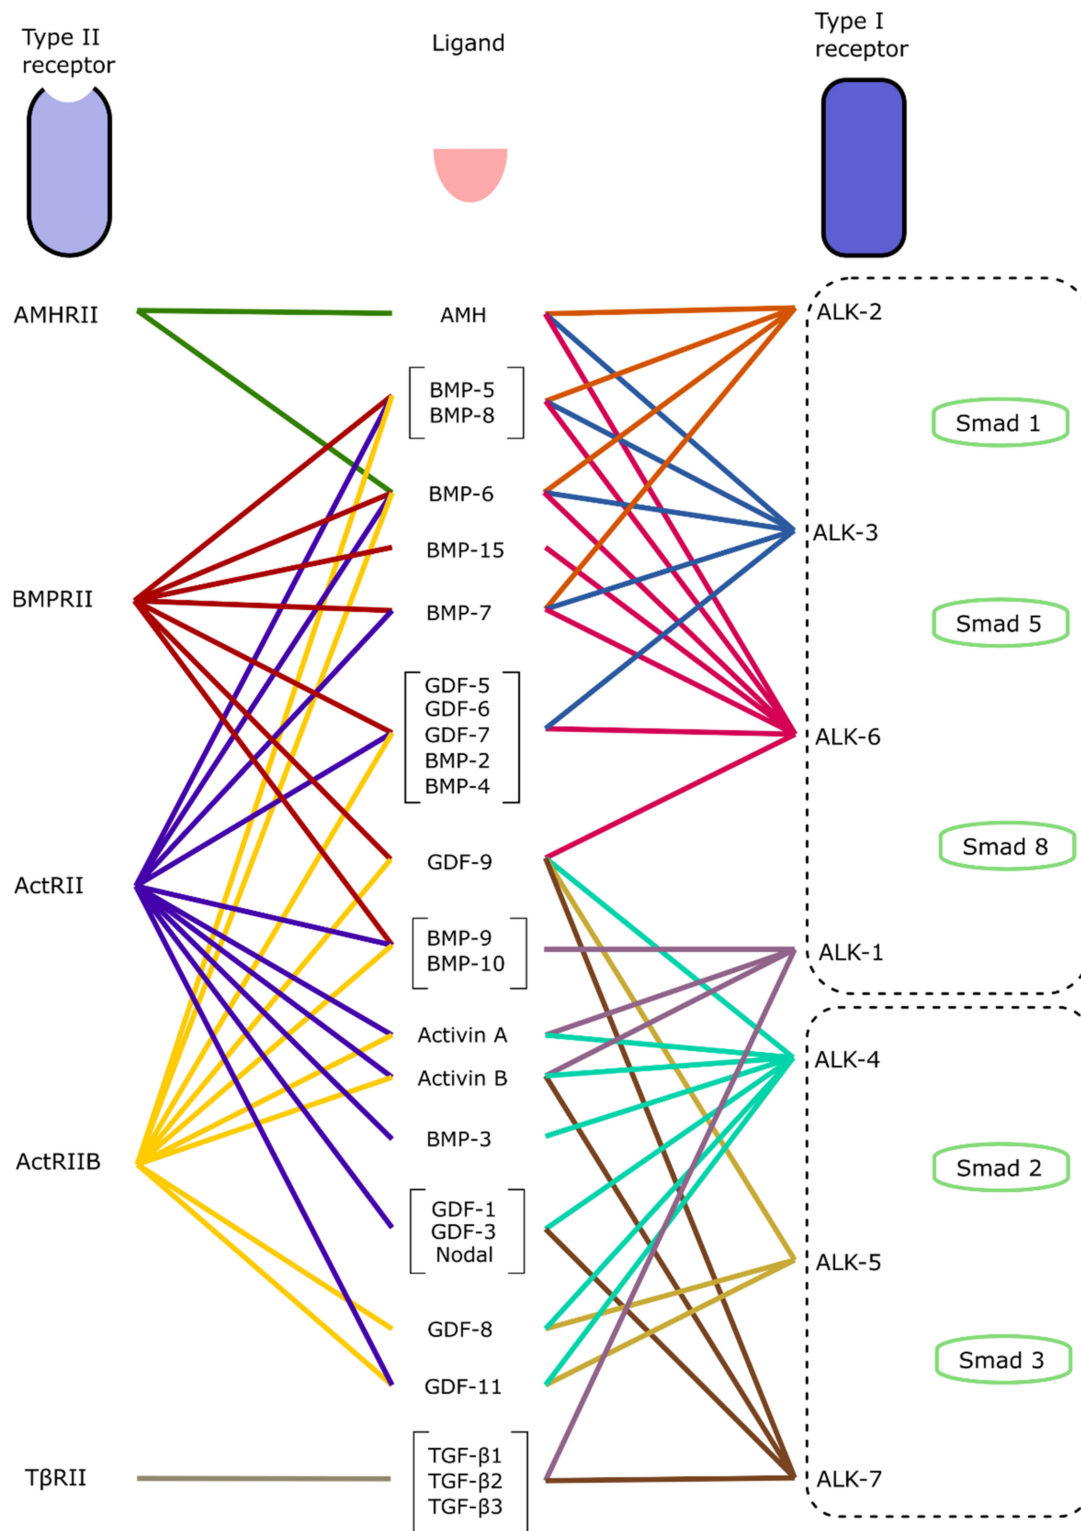 Type II
receptor
Ligand
Type I
receptor
AMHRII
BMPRII
ActRII
ActRIIB
TβRII
AMH
BMP-5
BMP-8
BMP-6
BMP-15
BMP-7
GDF-5
GDF-6
GDF-7
BMP-2
BMP-4
GDF-9
BMP-9
BMP-10
Activin A
Activin B
BMP-3
GDF-1
GDF-3
Nodal
GDF-8
GDF-11
TGF-β1
TGF-β2
TGF-β3
ALK-2
ALK-3
ALK-6
ALK-1
ALK-4
ALK-5
ALK-7
Smad 1
Smad 5
Smad 8
Smad 2
Smad 3